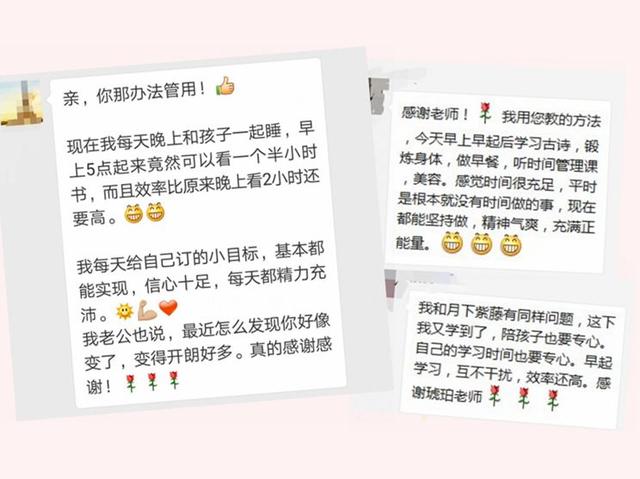 亲，你那办法管用！👍
现在我每天晚上和孩子一起睡，早
上5点起来竟然可以看一个半小时
书，而且效率比原来晚上看2小时还
要高。😁😁
我每天给自己订的小目标，基本都
能实现，信心十足，每天都精力充
沛。☀️💪❤️
我老公也说，最近怎么发现你好像
变了，变得开朗好多。真的感谢感
谢！🌹🌹🌹
感谢老师！🌹 我用您教的方法
，今天早上早起后学习古诗，锻
炼身体，做早餐，听时间管理课
，美容。感觉时间很充足，平时
是根本就没有时间做的事，现在
都能坚持做，精神气爽，充满正
能量。😁😁😁
我和月下紫藤有同样问题，这下
我又学到了，陪孩子也要专心。
自己的学习时间也要专心。早起
学习，互不干扰，效率还高。感
谢琥珀老师🌹🌹🌹